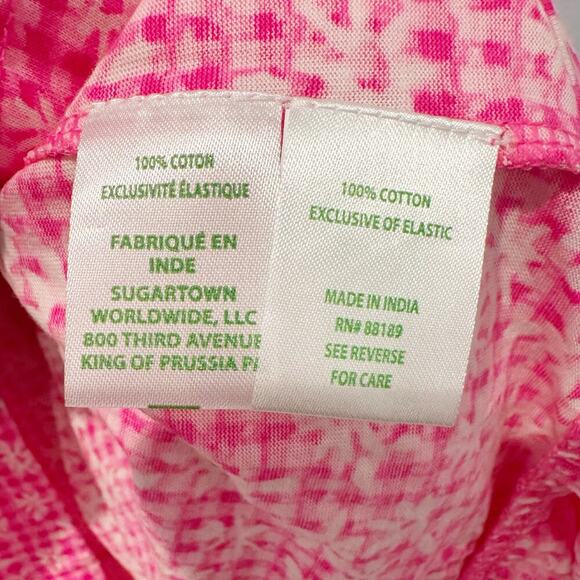 100% COTON
EXCLUSIVITÉ ÉLASTIQUE
FABRIQUÉ EN
INDE
SUGARTOWN
WORLDWIDE, LLC
800 THIRD AVENUE
KING OF PRUSSIA PA
100% COTTON
EXCLUSIVE OF ELASTIC
MADE IN INDIA
RN# 88189
SEE REVERSE
FOR CARE